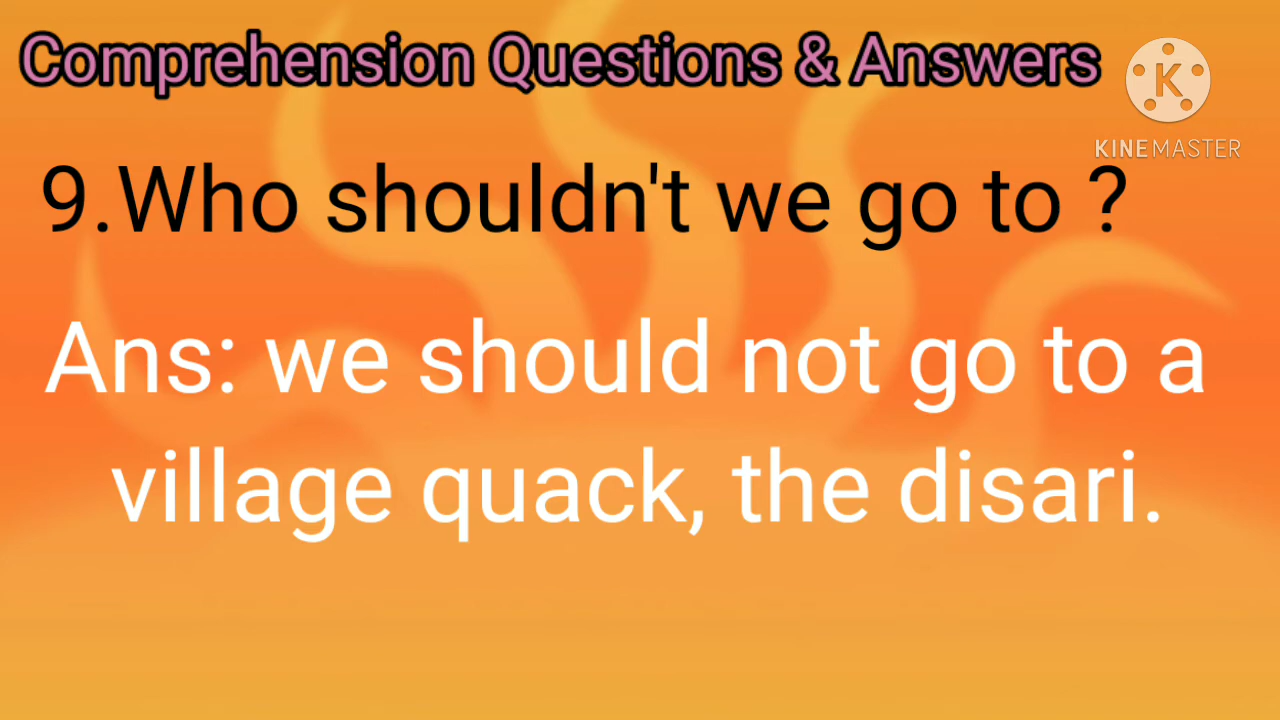 Comprehension Questions & Answers
K
KINEMASTER
9.Who shouldn't we go to ?
Ans: we should not go to a
village quack, the disari.